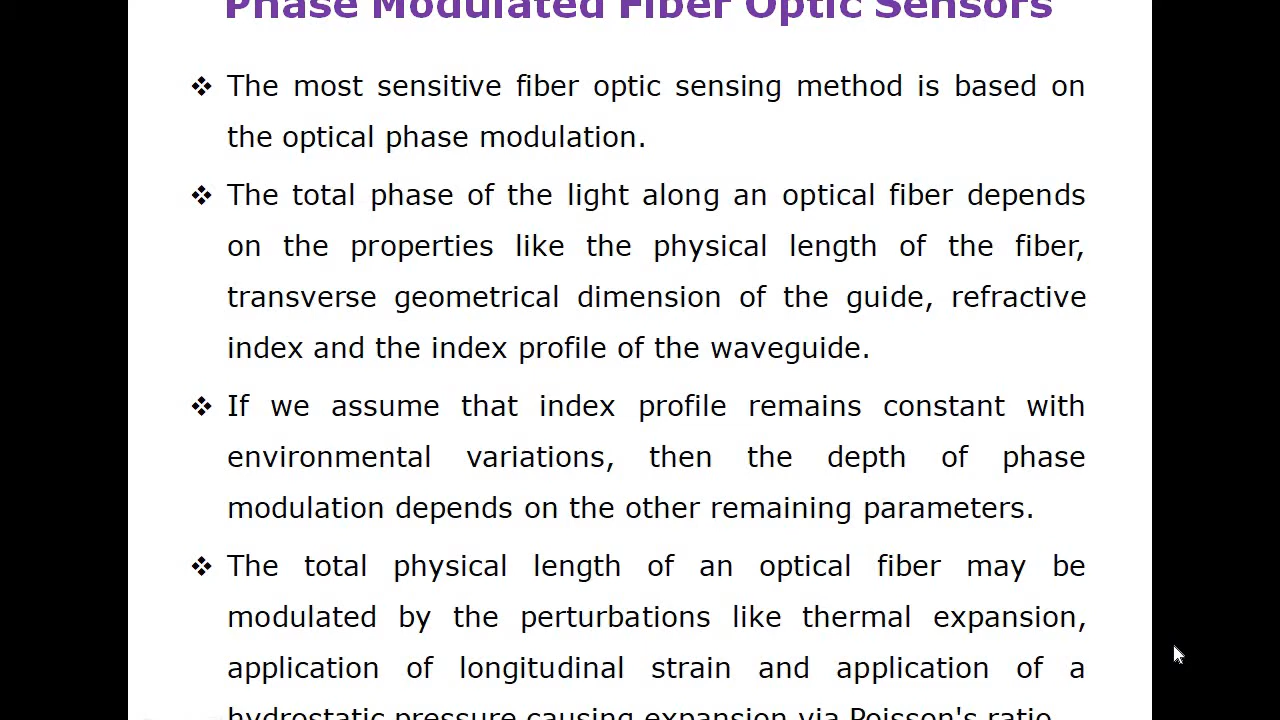 Phase Modulated Fiber Optic Sensors
❖ The most sensitive fiber optic sensing method is based on
the optical phase modulation.
❖ The total phase of the light along an optical fiber depends
on the properties like the physical length of the fiber,
transverse geometrical dimension of the guide, refractive
index and the index profile of the waveguide.
❖ If we assume that index profile remains constant with
environmental variations, then the depth of phase
modulation depends on the other remaining parameters.
❖ The total physical length of an optical fiber may be
modulated by the perturbations like thermal expansion,
application of longitudinal strain and application of a
hydrostatic pressure causing expansion via Poisson's ratio.